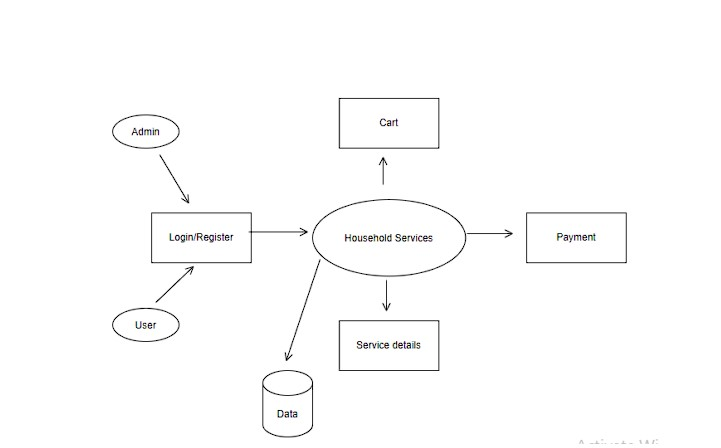 Cart
Admin
Login/Register
Household Services
Payment
User
Service details
Data